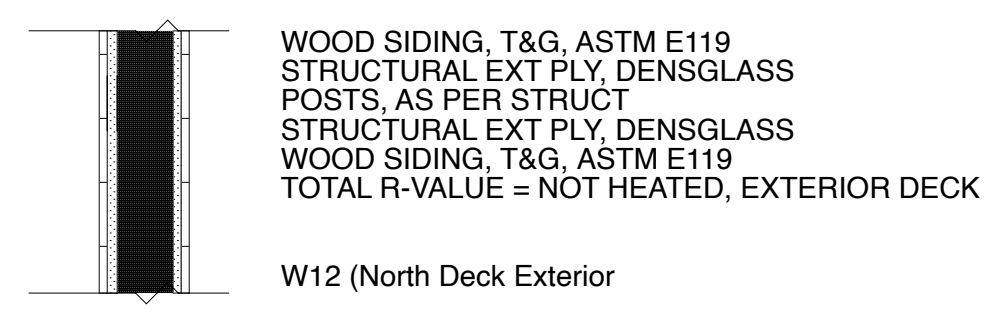 WOOD SIDING, T&G, ASTM E119
STRUCTURAL EXT PLY, DENSGLASS
POSTS, AS PER STRUCT
STRUCTURAL EXT PLY, DENSGLASS
WOOD SIDING, T&G, ASTM E119
TOTAL R-VALUE = NOT HEATED, EXTERIOR DECK
W12 (North Deck Exterior